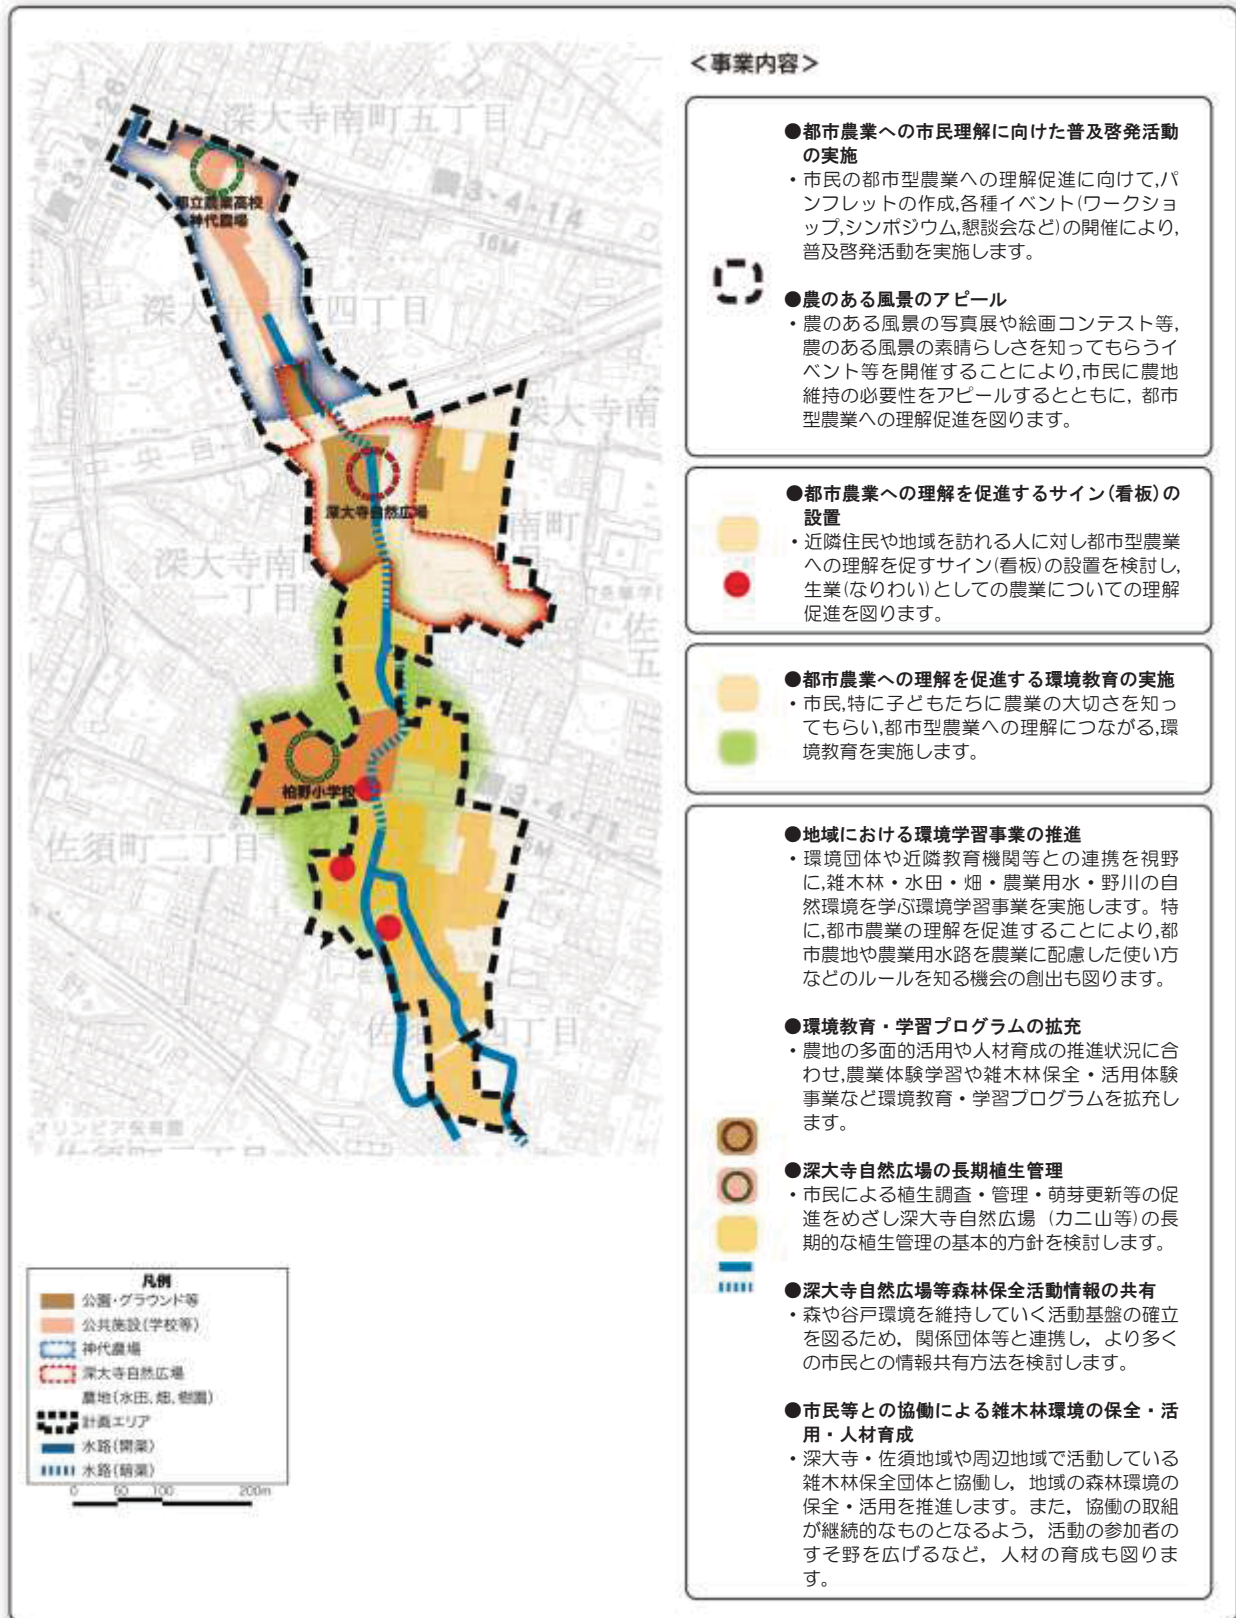 ＜事業内容＞
●都市農業への市民理解に向けた普及啓発活動
の実施
・市民の都市型農業への理解促進に向けて,パ
ンフレットの作成,各種イベント(ワークショ
ップ,シンポジウム,懇談会など)の開催により,
普及啓発活動を実施します。
●農のある風景のアピール
・農のある風景の写真展や絵画コンテスト等,
農のある風景の素晴らしさを知ってもらうイ
ベント等を開催することにより,市民に農地
維持の必要性をアピールするとともに, 都市
型農業への理解促進を図ります。
●都市農業への理解を促進するサイン(看板)の
設置
・近隣住民や地域を訪れる人に対し都市型農業
への理解を促すサイン(看板)の設置を検討し,
生業(なりわい)としての農業についての理解
促進を図ります。
●都市農業への理解を促進する環境教育の実施
・市民,特に子どもたちに農業の大切さを知っ
てもらい,都市型農業への理解につながる,環
境教育を実施します。
●地域における環境学習事業の推進
・環境団体や近隣教育機関等との連携を視野
に,雑木林・水田・畑・農業用水・野川の自
然環境を学ぶ環境学習事業を実施します。特
に,都市農業の理解を促進することにより,都
市農地や農業用水路を農業に配慮した使い方
などのルールを知る機会の創出も図ります。
●環境教育・学習プログラムの拡充
・農地の多面的活用や人材育成の推進状況に合
わせ,農業体験学習や雑木林保全・活用体験
事業など環境教育・学習プログラムを拡充し
ます。
●深大寺自然広場の長期植生管理
・市民による植生調査・管理・萌芽更新等の促
進をめざし深大寺自然広場（カニ山等)の長
期的な植生管理の基本的方針を検討します。
●深大寺自然広場等森林保全活動情報の共有
・森や谷戸環境を維持していく活動基盤の確立
を図るため, 関係団体等と連携し, より多く
の市民との情報共有方法を検討します。
●市民等との協働による雑木林環境の保全・活
用・人材育成
・深大寺・佐須地域や周辺地域で活動している
雑木林保全団体と協働し, 地域の森林環境の
保全・活用を推進します。また, 協働の取組
が継続的なものとなるよう, 活動の参加者の
すそ野を広げるなど, 人材の育成も図りま
す。
深大寺南町五丁目
都立農業高校
神代農場
3・4・14
16M
四丁目
深大寺南
中央自
深大寺自然広場
南町
深大寺南
丁目
佐
五
柏野小学校
佐須町二丁目
四丁目
凡例
公園・グラウンド等
公共施設(学校等)
神代農場
深大寺自然広場
農地(水田、畑、樹園)
計画エリア
水路(開渠)
水路(暗渠)
0 50 100 200m